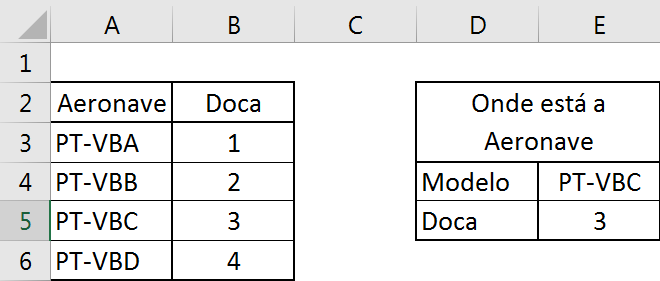 A B C D E
1
2 Aeronave Doca Onde está a
Aeronave
3 PT-VBA 1
4 PT-VBB 2 Modelo PT-VBC
5 PT-VBC 3 Doca 3
6 PT-VBD 4